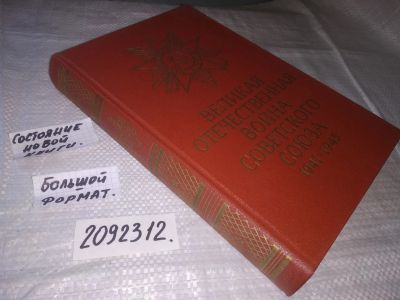 ВЕЛИКАЯ
ОТЕЧЕСТВЕННАЯ
ВОЙНА
СОВЕТСКОГО
СОЮЗА
1941-1945
СОСТОЯНИЕ
НОВОЙ
КНИГИ.
БОЛЬШОЙ
ФОРМАТ.
2092312.